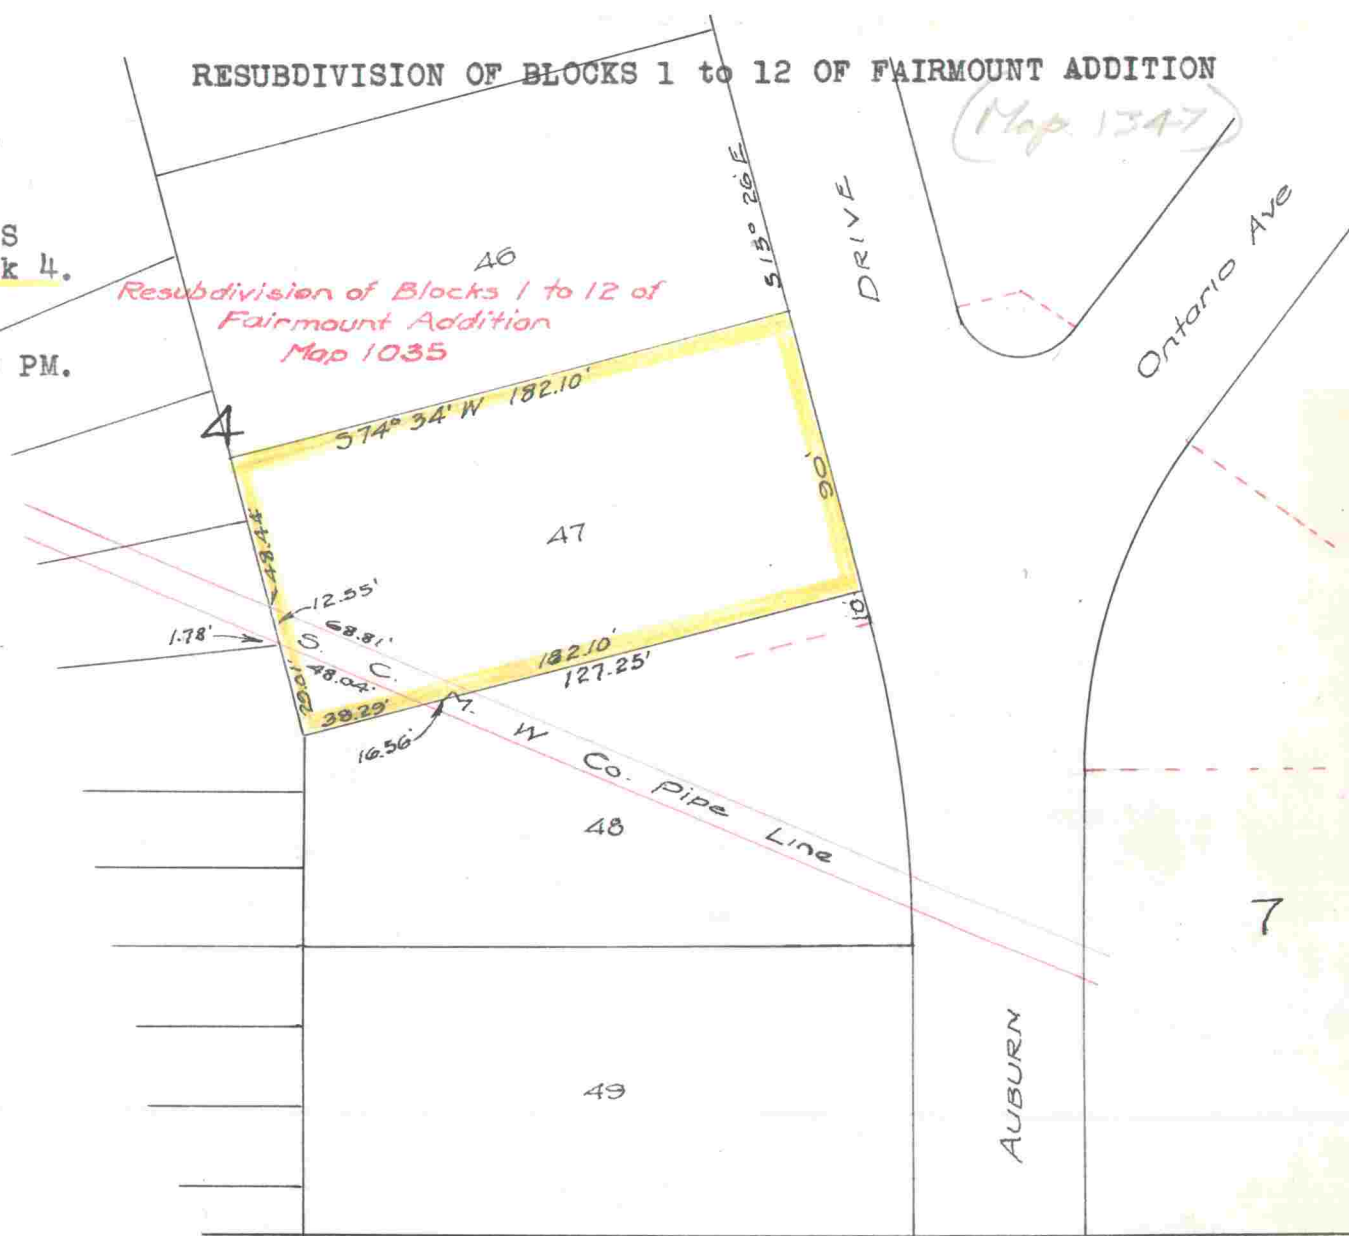 RESUBDIVISION OF BLOCKS 1 to 12 OF FAIRMOUNT ADDITION
(Map 1347)
S
k 4.
PM.
46
Resubdivision of Blocks 1 to 12 of
Fairmount Addition
Map 1035
S 15° 26' E
DRIVE
Ontario Ave
4
S 74° 34' W 182.10'
90'
47
48.44'
12.55'
1.78'
68.81'
48.04'
29.01'
38.29'
16.56'
182.10'
127.25'
10'
S. C. M. W Co. Pipe Line
48
7
49
AUBURN